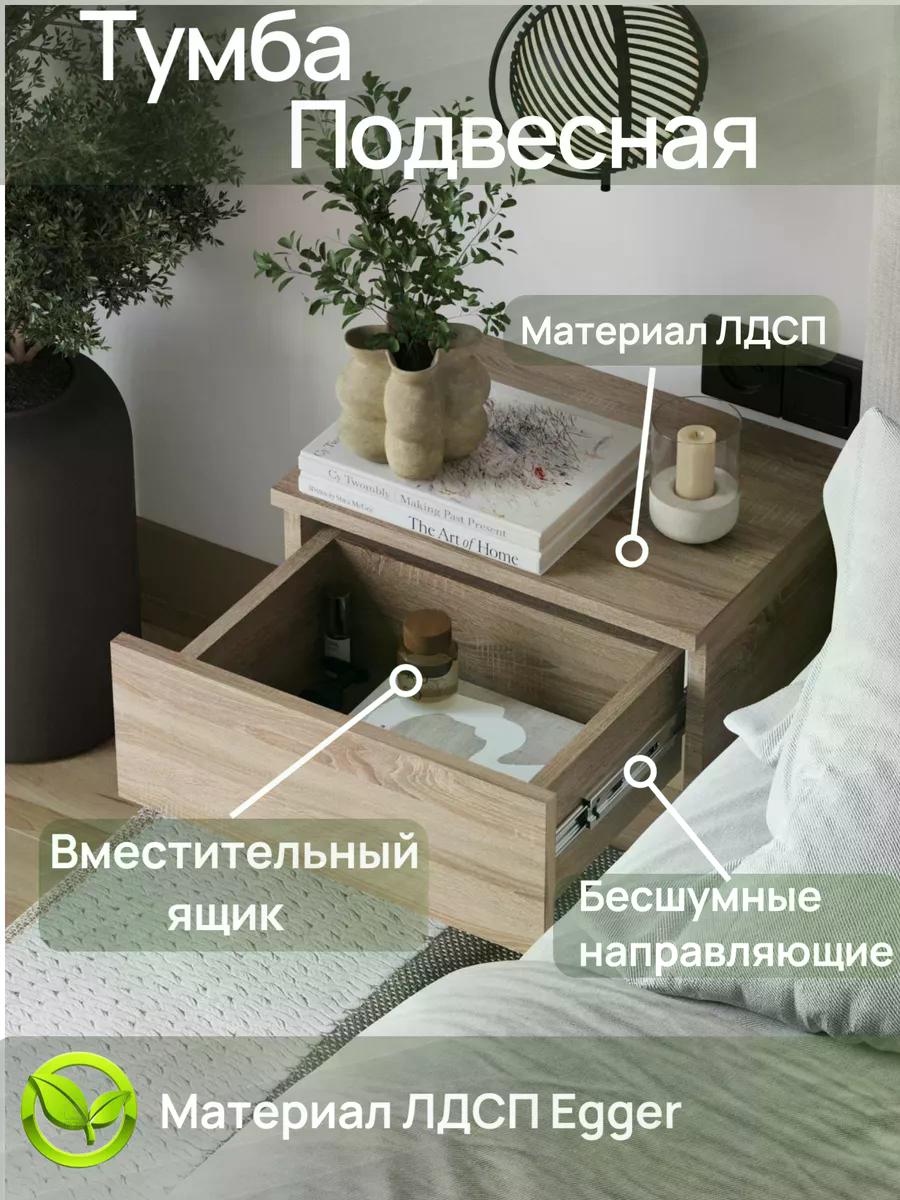 Тумба
Подвесная
Материал ЛДСП
Cy Twombly | Making Past Present
The Art of Home
Вместительный
ящик
Бесшумные
направляющие
Материал ЛДСП Egger